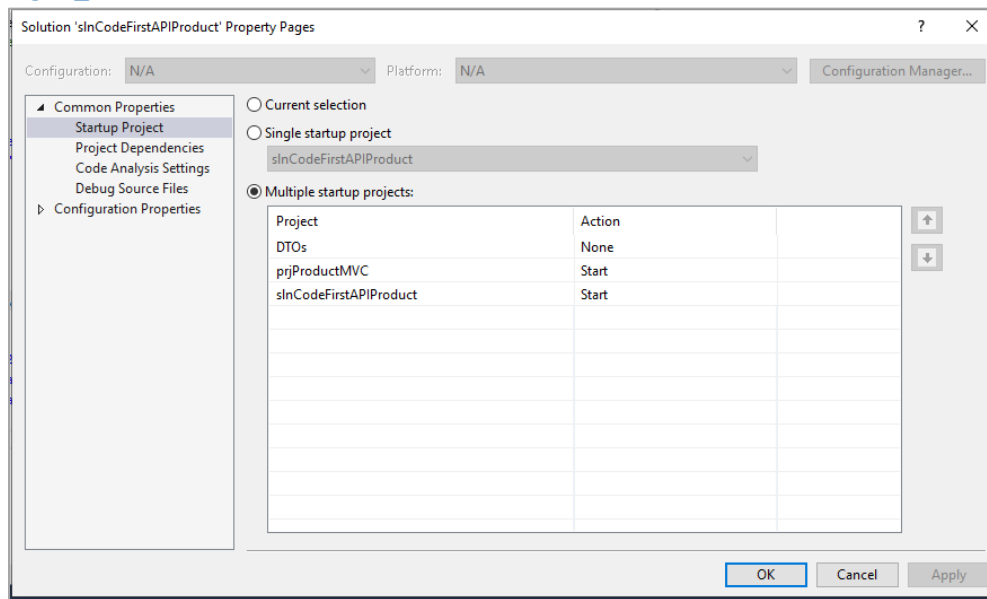 Solution 'slnCodeFirstAPIProduct' Property Pages
? X
Configuration: N/A Platform: N/A Configuration Manager...
Common Properties
Startup Project
Project Dependencies
Code Analysis Settings
Debug Source Files
Configuration Properties
Current selection
Single startup project
slnCodeFirstAPIProduct
Multiple startup projects:
Project Action
DTOs None
prjProductMVC Start
slnCodeFirstAPIProduct Start
OK Cancel Apply